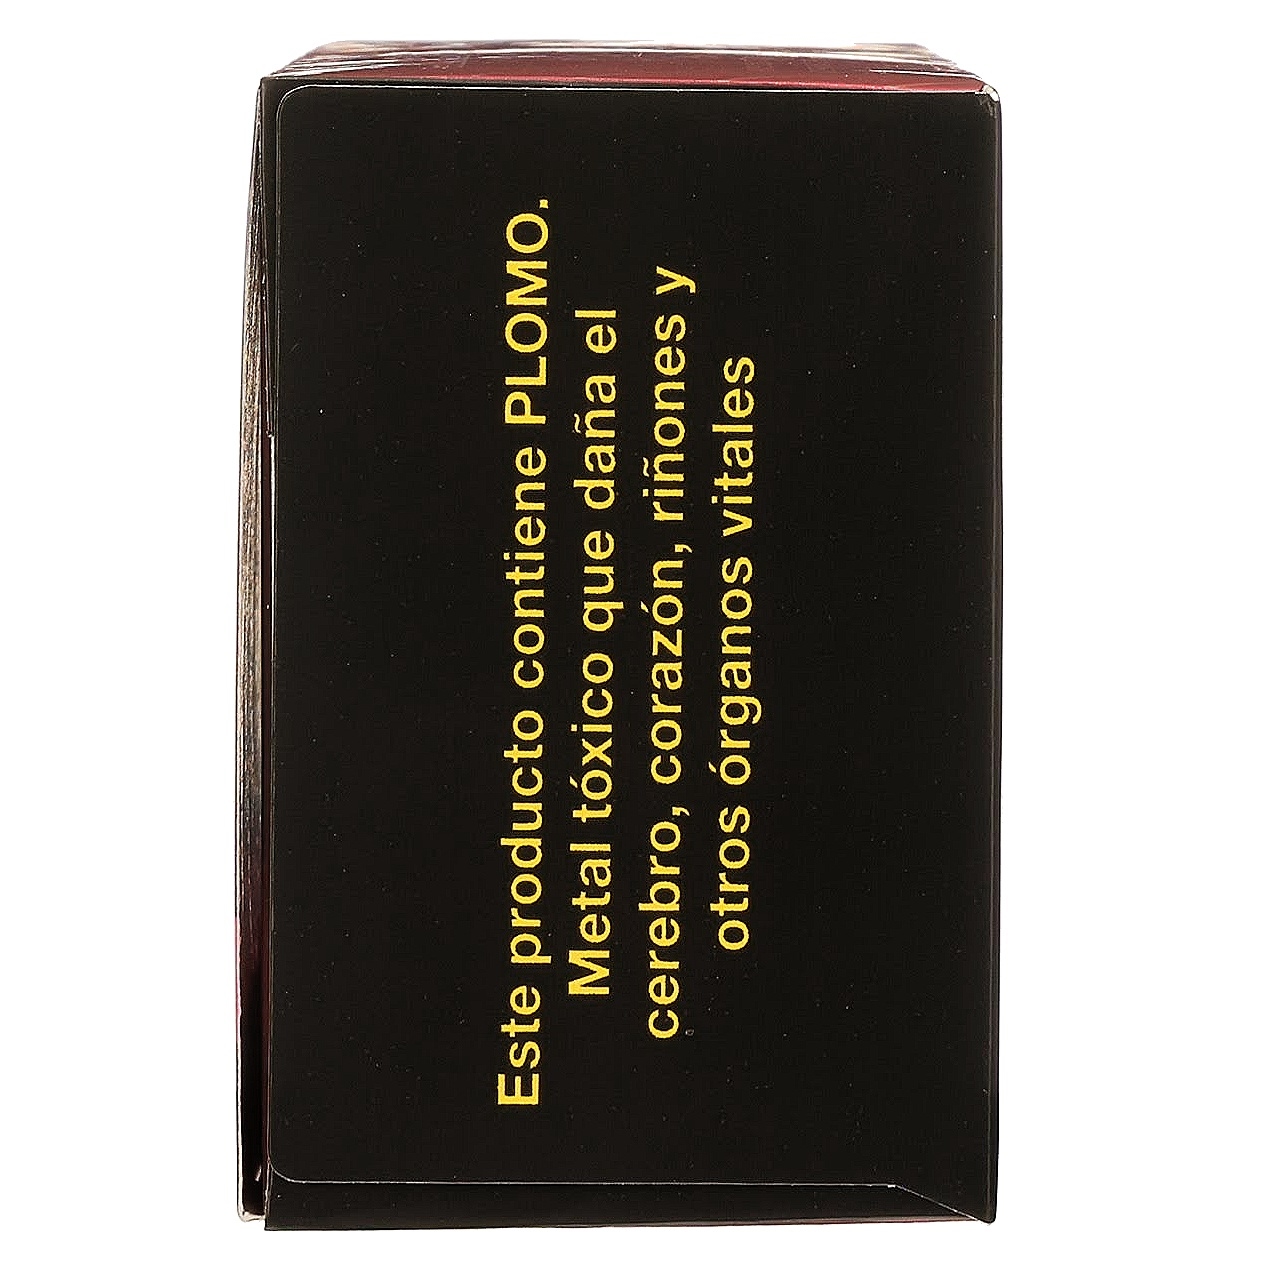 Este producto contiene PLOMO.
Metal tóxico que daña el
cerebro, corazón, riñones y
otros órganos vitales